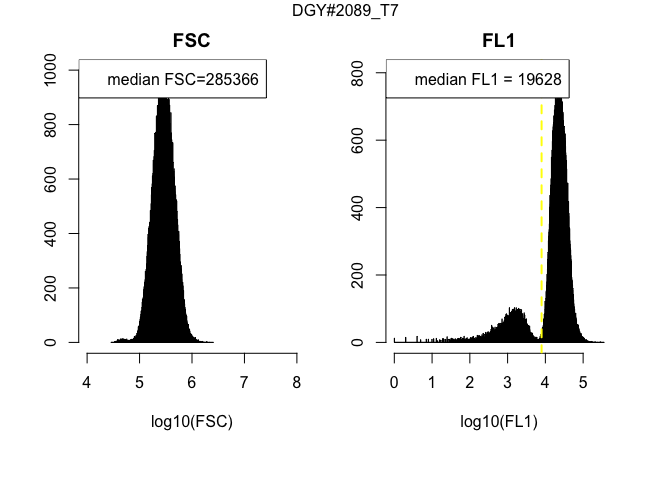 DGY#2089_T7
FSC
median FSC=285366
0 200 400 600 800 1000
4 5 6 7 8
log10(FSC)
FL1
median FL1 = 19628
0 200 400 600 800
0 1 2 3 4 5
log10(FL1)